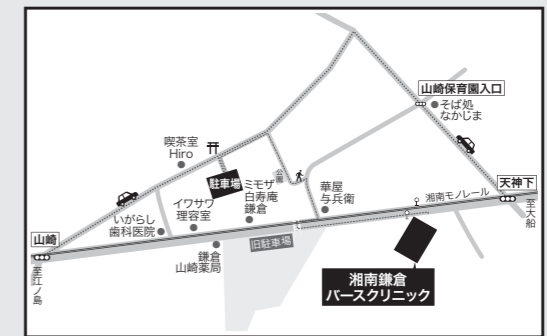 山崎保育園入口
そば処
なかじま
喫茶室
Hiro
駐車場
公園
ミモザ
白寿庵
鎌倉
華屋
与兵衛
湘南モノレール
天神下
至大船
イワサワ
理容室
いがらし
歯科医院
山崎
至江ノ島
鎌倉
山崎薬局
旧駐車場
湘南鎌倉
バースクリニック